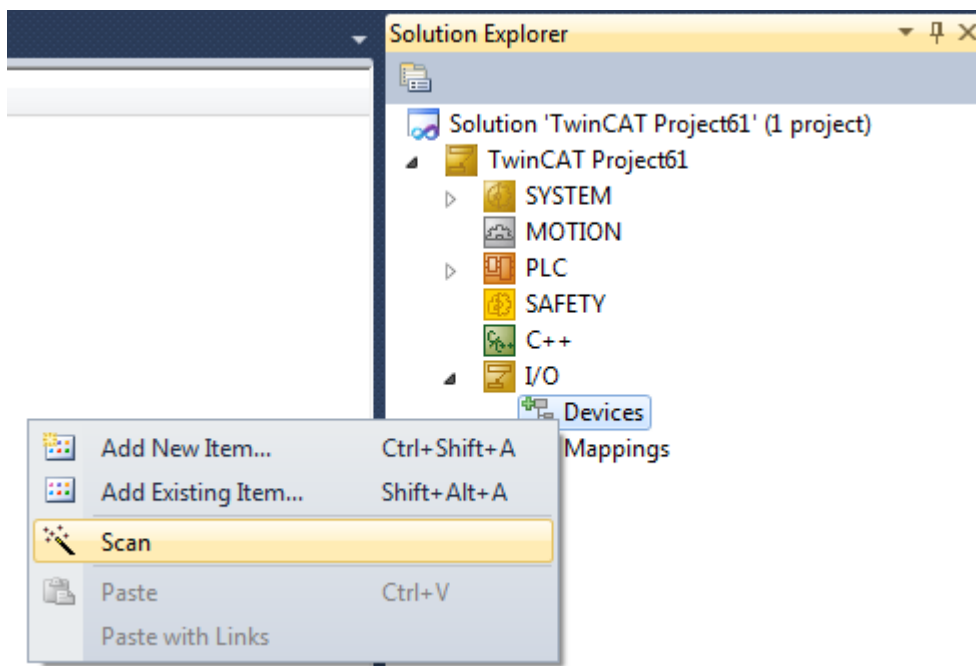 Solution Explorer
Solution 'TwinCAT Project61' (1 project)
TwinCAT Project61
SYSTEM
MOTION
PLC
SAFETY
C++
I/O
Devices
Mappings
Add New Item... Ctrl+Shift+A
Add Existing Item... Shift+Alt+A
Scan
Paste Ctrl+V
Paste with Links